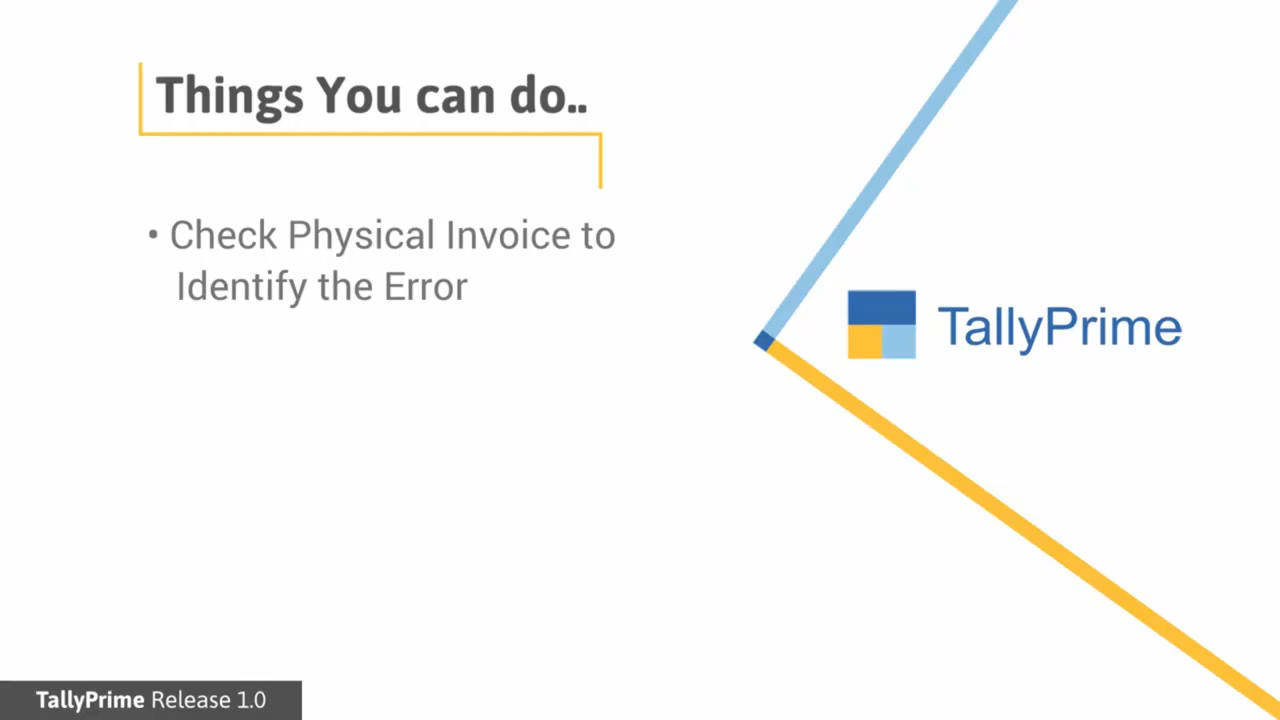 Things You can do..
• Check Physical Invoice to
Identify the Error
TallyPrime
TallyPrime Release 1.0